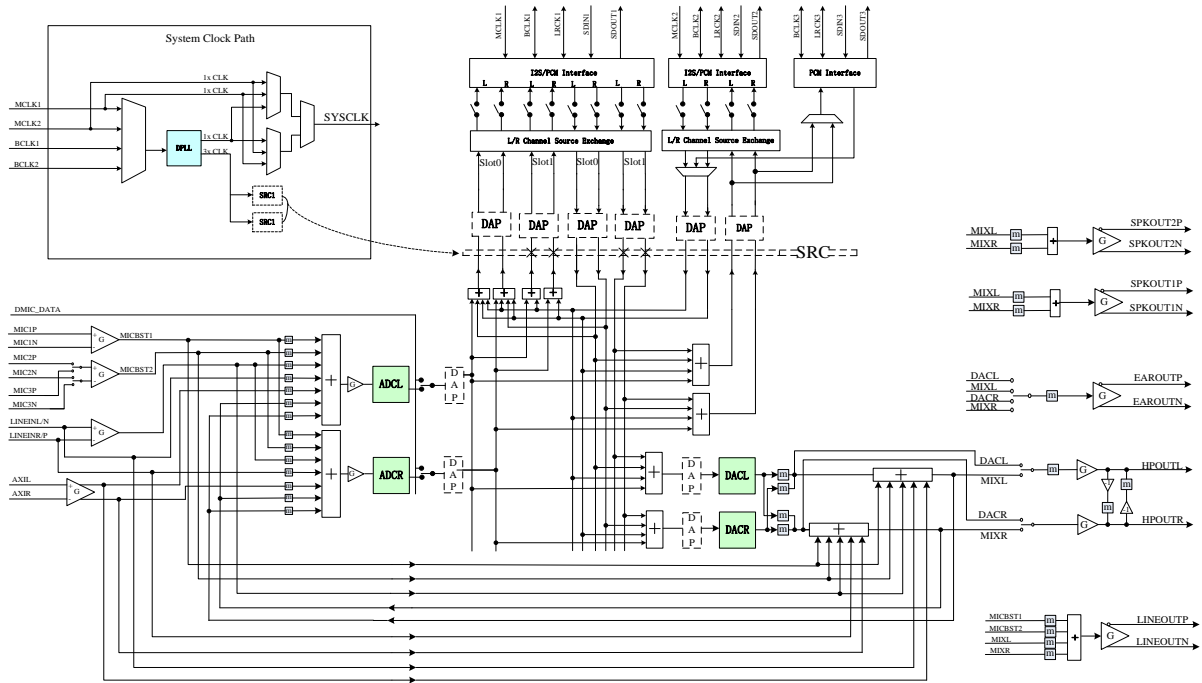 System Clock Path
MCLK1
MCLK2
BCLK1
BCLK2
1x CLK
1x CLK
DPLL
1x CLK
3x CLK
SYSCLK
SRC1
SRC1
MCLK1
BCLK1
LRCK1
SDIN1
SDOUT1
MCLK2
BCLK2
LRCK2
SDIN2
SDOUT2
BCLK3
LRCK3
SDIN3
SDOUT3
I2S/PCM Interface
L R L R L R L R
I2S/PCM Interface
L R L R
PCM Interface
L/R Channel Source Exchange
L/R Channel Source Exchange
Slot0
Slot1
Slot0
Slot1
DAP
DAP
DAP
DAP
DAP
DAP
SRC
+ + + +
DMIC_DATA
MIC1P
MIC1N
+
-
G
MICBST1
MIC2P
MIC2N
MIC3P
MIC3N
+
-
G
MICBST2
LINEINL/N
LINEINR/P
+
-
G
AXIL
AXIR
+
-
G
m
m
m
m
m
m
m
+
G
ADCL
DAP
m
m
m
m
m
m
m
+
G
ADCR
DAP
+
+
+
DAP
DACL
m
m
+
+
DAP
DACR
m
m
+
MIXL
MIXR
m
m
+
G
SPKOUT2P
SPKOUT2N
MIXL
MIXR
m
m
+
G
SPKOUT1P
SPKOUT1N
DACL
MIXL
DACR
MIXR
m
G
EAROUTP
EAROUTN
DACL
MIXL
m
G
HPOUTL
m
m
DACR
MIXR
G
HPOUTR
MICBST1
MICBST2
MIXL
MIXR
m
m
m
m
+
G
LINEOUTP
LINEOUTN